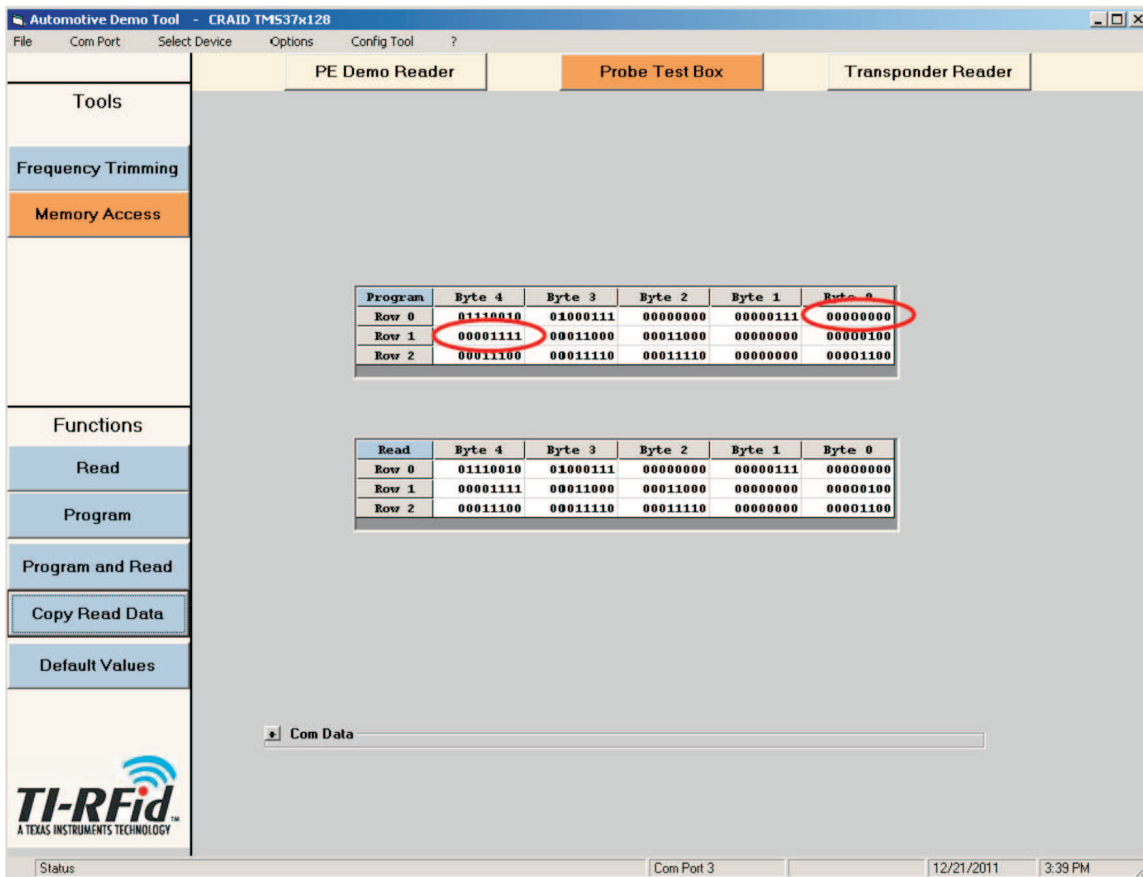 Automotive Demo Tool - CRAID TMS37x128
File Com Port Select Device Options Config Tool ?
PE Demo Reader Probe Test Box Transponder Reader
Tools
Frequency Trimming
Memory Access
Program Byte 4 Byte 3 Byte 2 Byte 1 Byte 0
Row 0 01110010 01000111 00000000 00000111 00000000
Row 1 00001111 00011000 00011000 00000000 00000100
Row 2 00011100 00011110 00011110 00000000 00001100
Functions
Read
Program
Program and Read
Copy Read Data
Default Values
Read Byte 4 Byte 3 Byte 2 Byte 1 Byte 0
Row 0 01110010 01000111 00000000 00000111 00000000
Row 1 00001111 00011000 00011000 00000000 00000100
Row 2 00011100 00011110 00011110 00000000 00001100
Com Data
TI-RFid TM
A TEXAS INSTRUMENTS TECHNOLOGY
Status Com Port 3 12/21/2011 3:39 PM